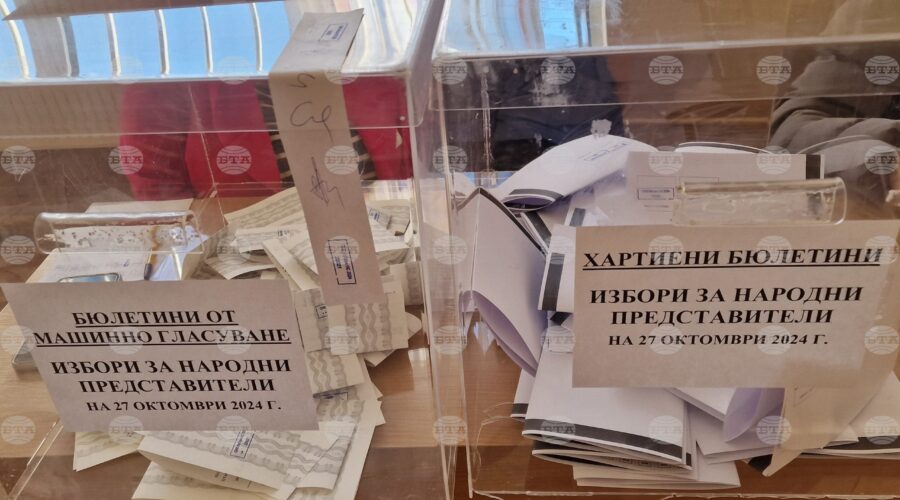 БЮЛЕТИНИ ОТ
МАШИННО ГЛАСУВАНЕ
ИЗБОРИ ЗА НАРОДНИ
ПРЕДСТАВИТЕЛИ
НА 27 ОКТОМВРИ 2024 Г.
ХАРТИЕНИ БЮЛЕТИНИ
ИЗБОРИ ЗА НАРОДНИ
ПРЕДСТАВИТЕЛИ
НА 27 ОКТОМВРИ 2024 Г.
БТА